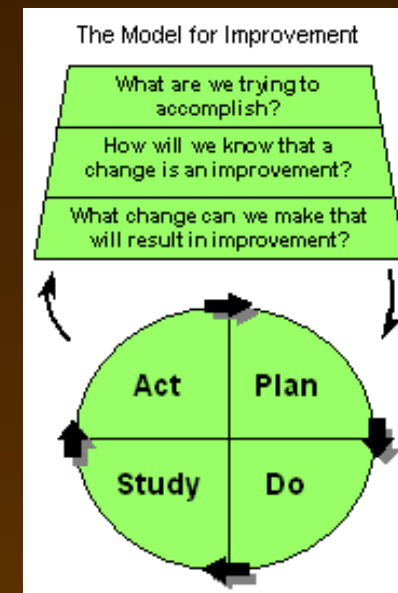 The Model for Improvement
What are we trying to
accomplish?
How will we know that a
change is an improvement?
What change can we make that
will result in improvement?
Act
Plan
Study
Do